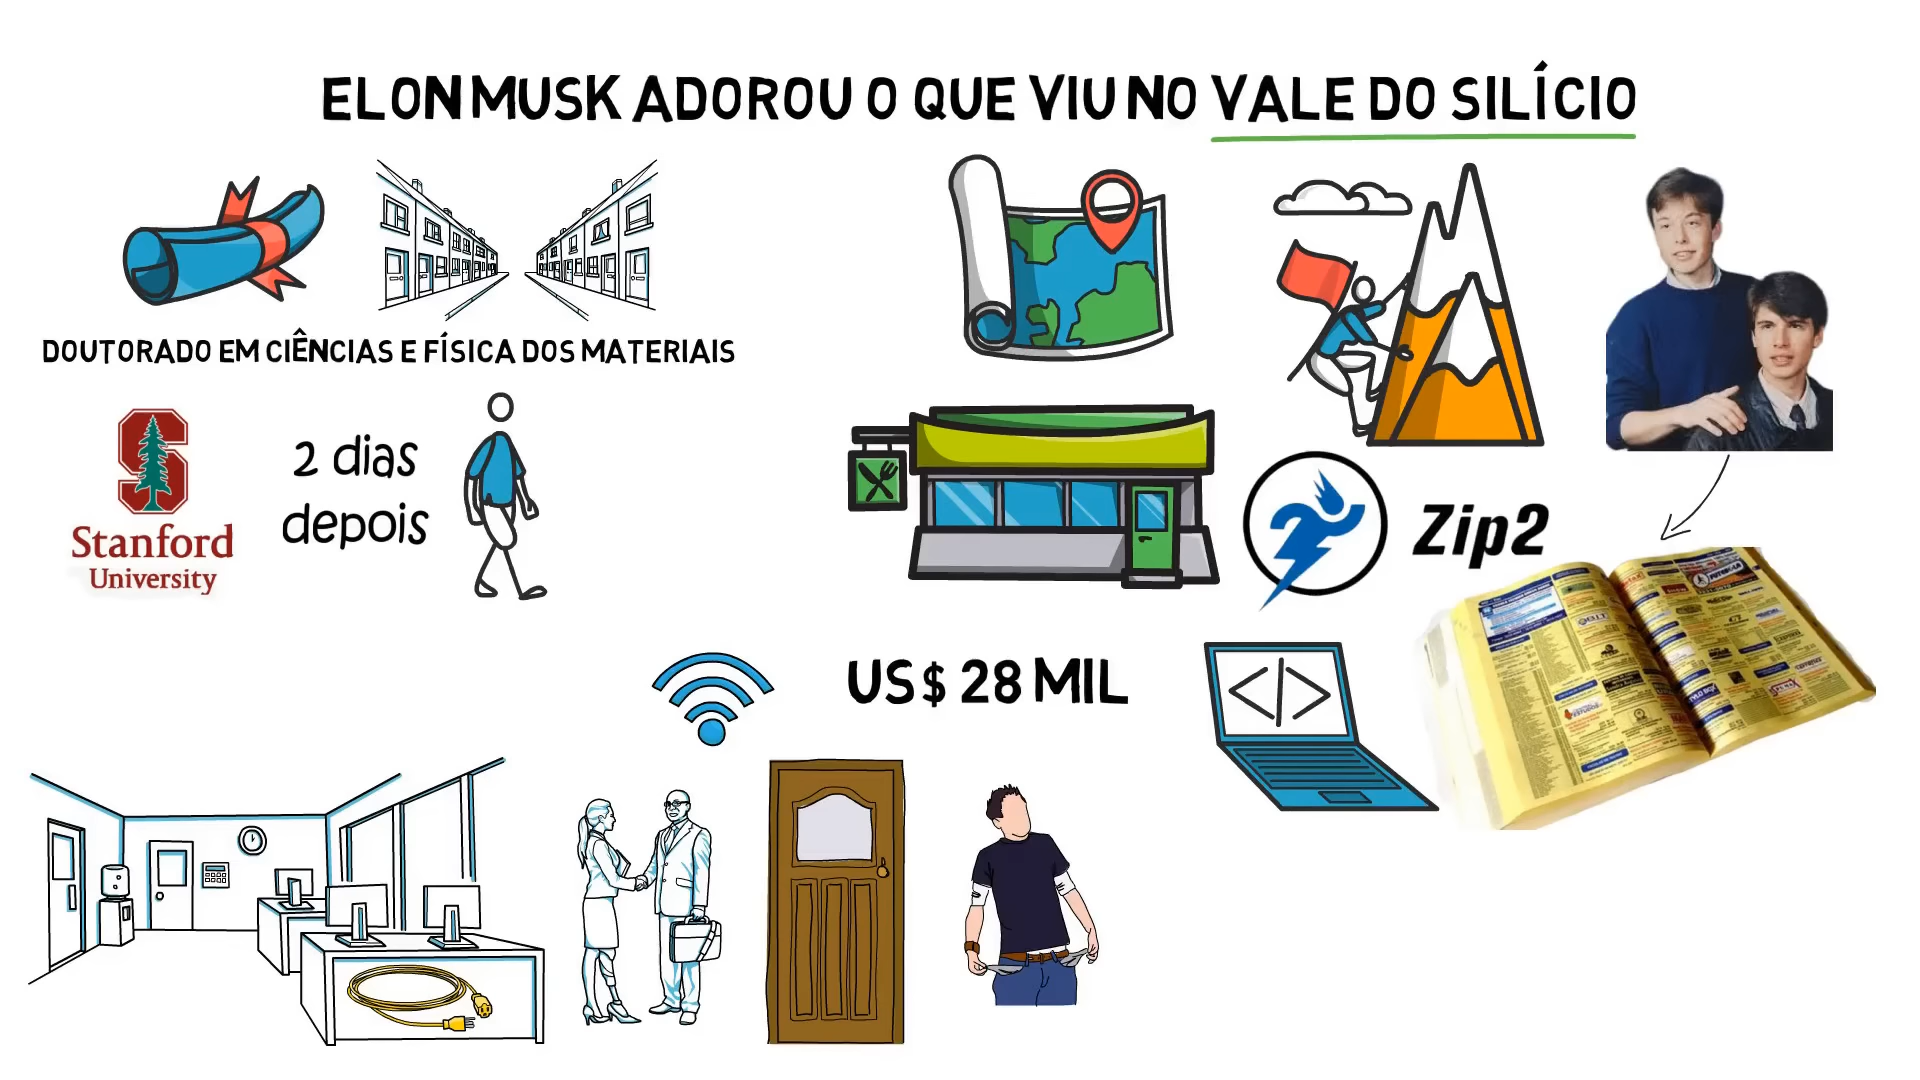 ELON MUSK ADOROU O QUE VIU NO VALE DO SILÍCIO
DOUTORADO EM CIÊNCIAS E FÍSICA DOS MATERIAIS
Stanford
University
2 dias
depois
Zip2
US$ 28 MIL